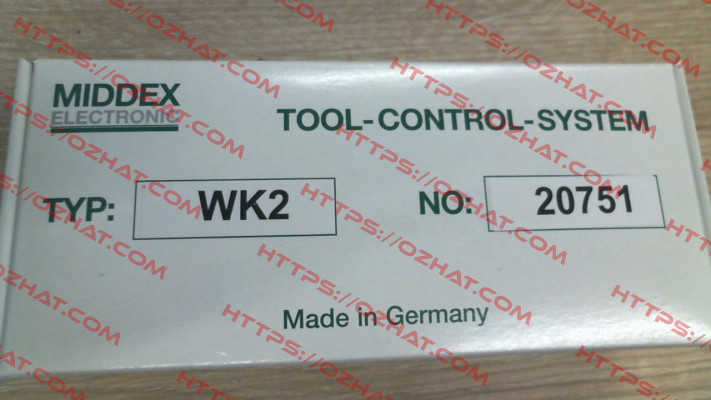 MIDDEX
ELECTRONIC
TOOL-CONTROL-SYSTEM
TYP: WK2 NO: 20751
Made in Germany
HTTPS://OZHAT.COM